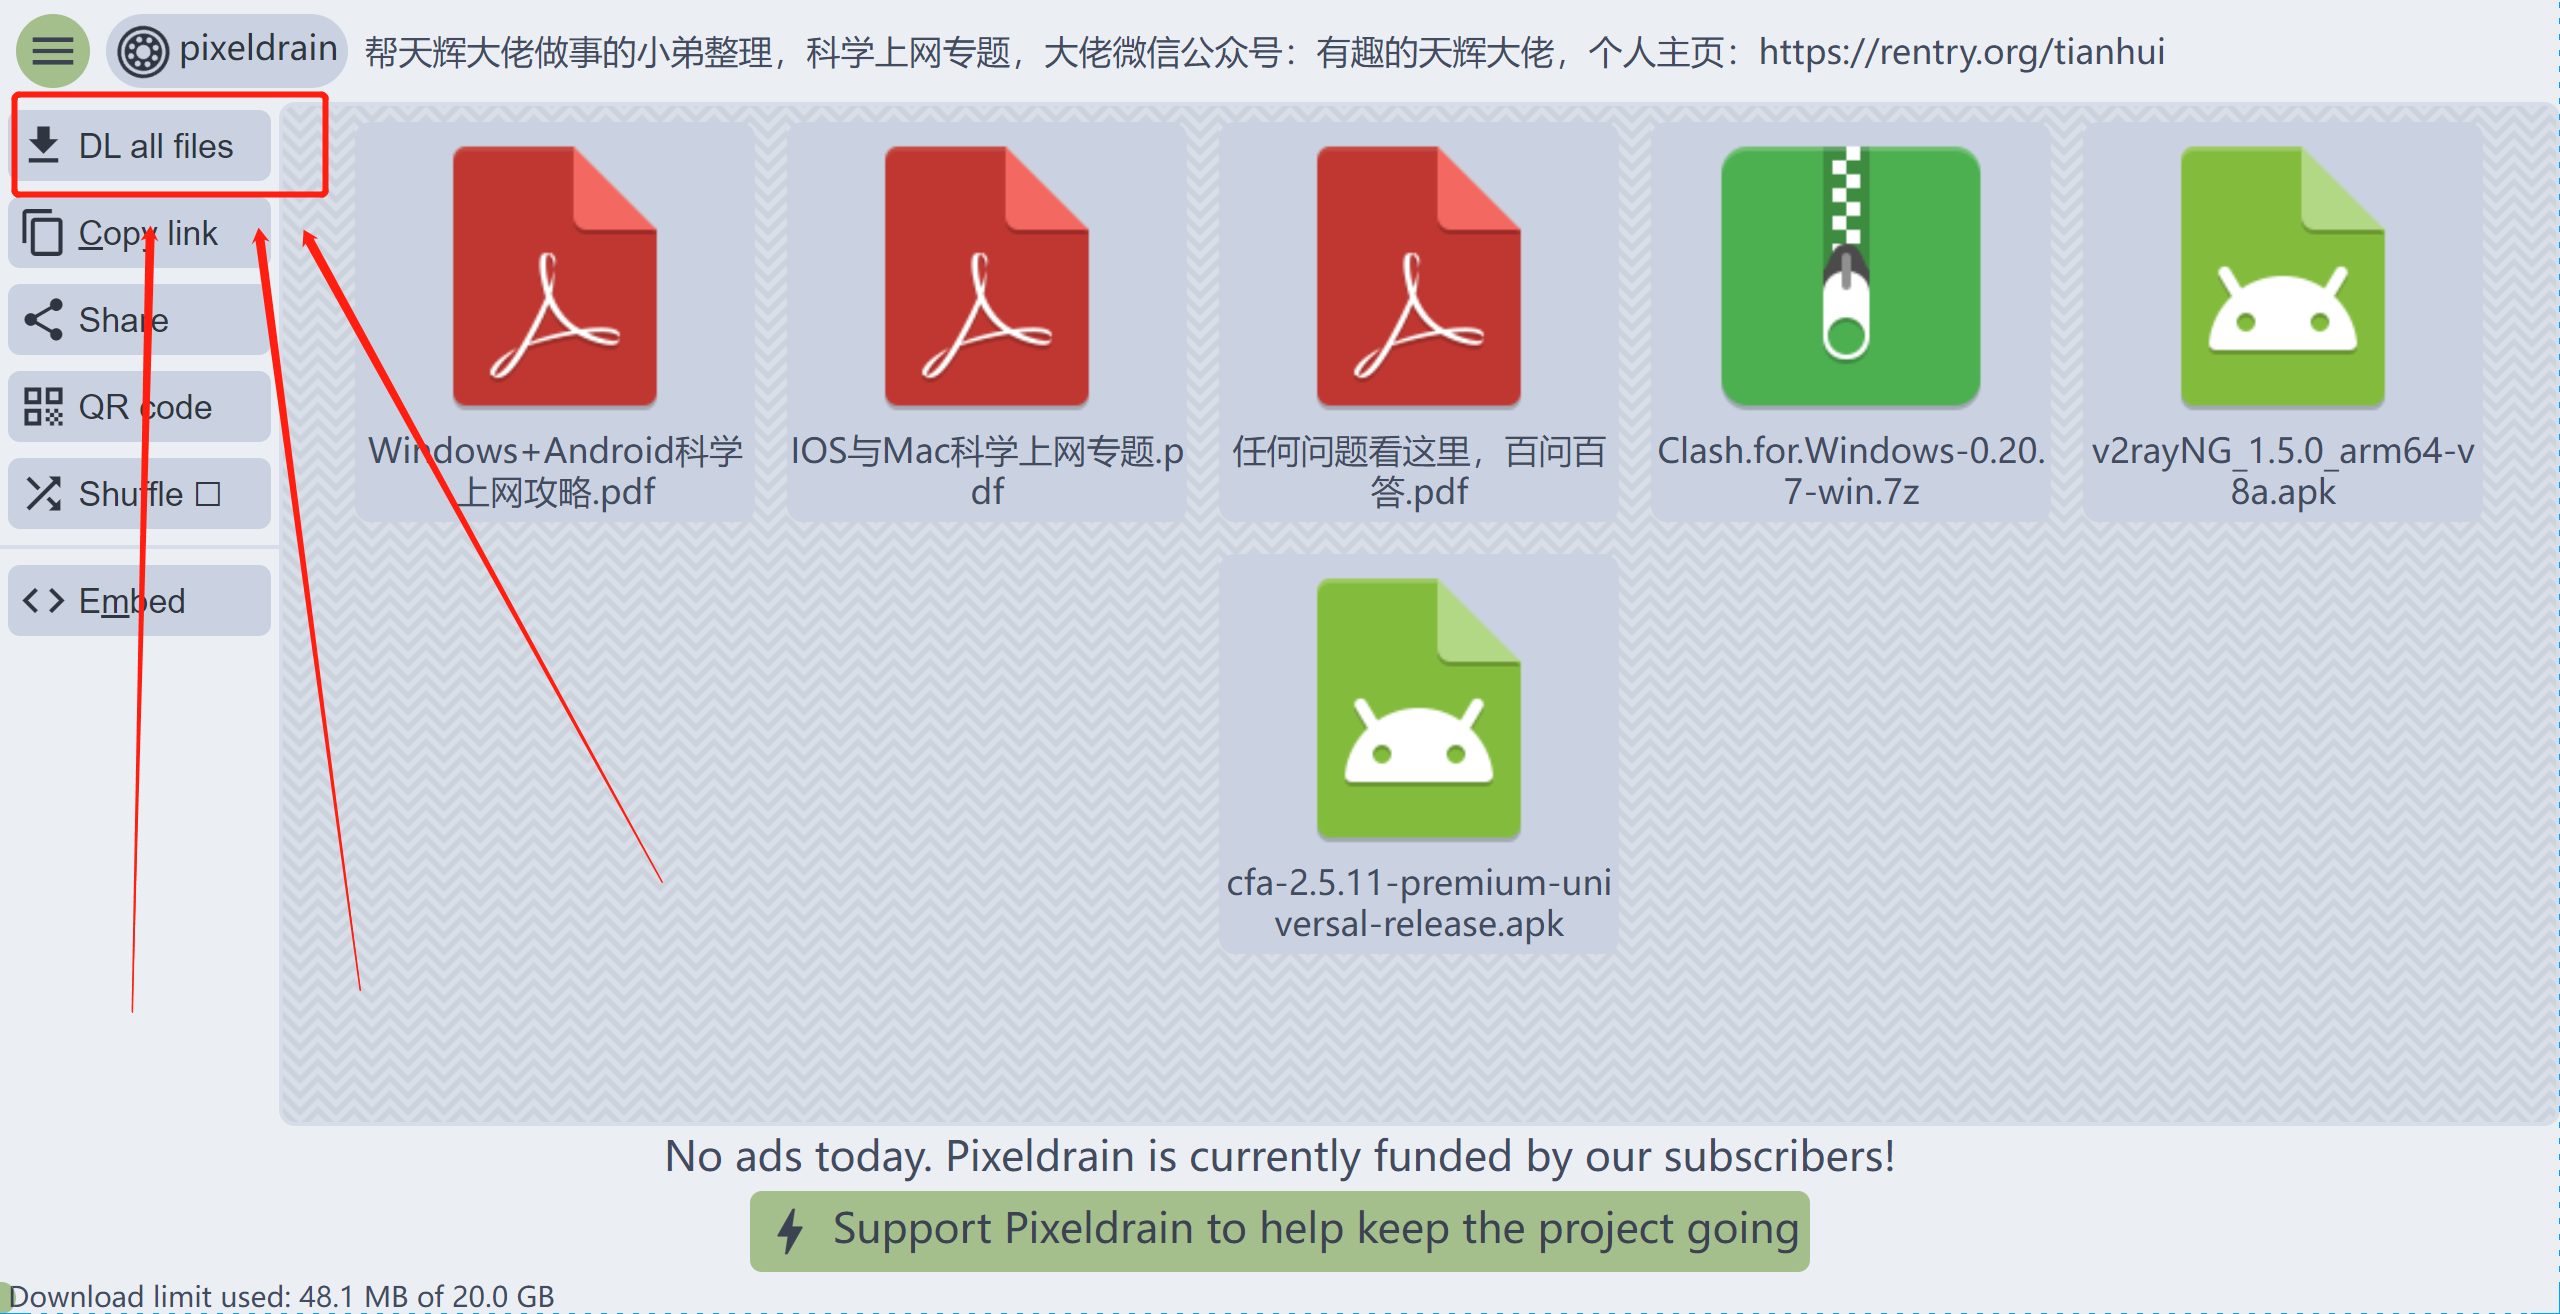 pixeldrain 帮天辉大佬做事的小弟整理，科学上网专题，大佬微信公众号：有趣的天辉大佬，个人主页：https://rentry.org/tianhui
DL all files
Copy link
Share
QR code
Shuffle ☐
Embed
Windows+Android科学
上网攻略.pdf
IOS与Mac科学上网专题.p
df
任何问题看这里，百问百
答.pdf
Clash.for.Windows-0.20.
7-win.7z
v2rayNG_1.5.0_arm64-v
8a.apk
cfa-2.5.11-premium-uni
versal-release.apk
No ads today. Pixeldrain is currently funded by our subscribers!
Support Pixeldrain to help keep the project going
Download limit used: 48.1 MB of 20.0 GB